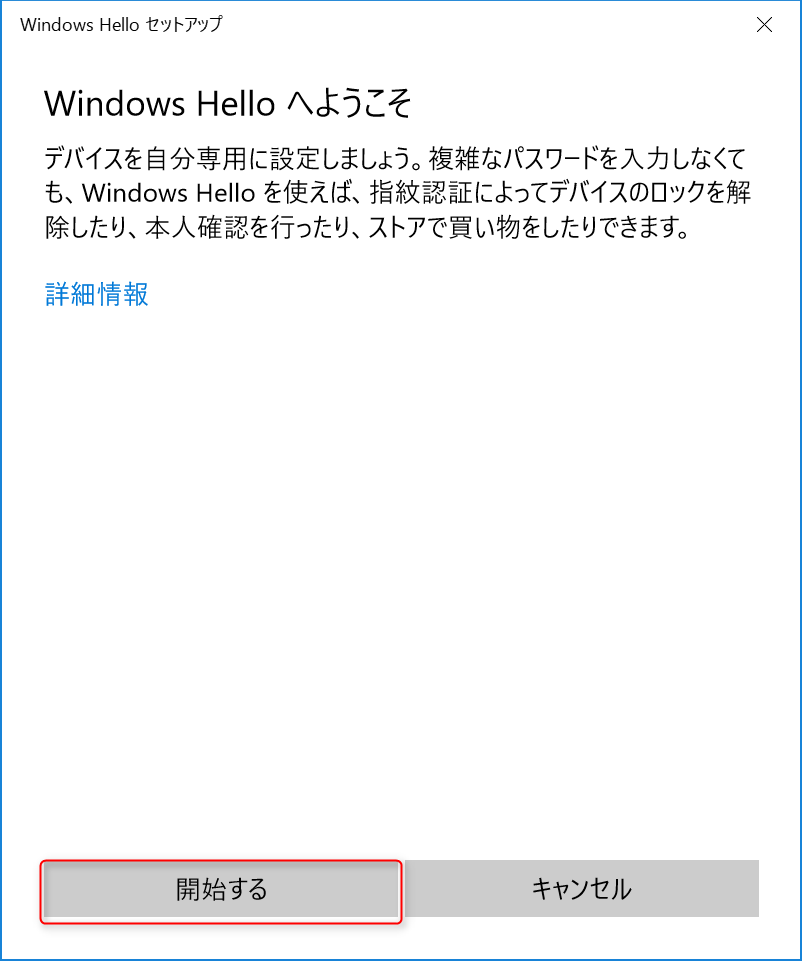 Windows Hello セットアップ
Windows Hello へようこそ
デバイスを自分専用に設定しましょう。複雑なパスワードを入力しなくて
も、Windows Hello を使えば、指紋認証によってデバイスのロックを解
除したり、本人確認を行ったり、ストアで買い物をしたりできます。
詳細情報
開始する
キャンセル